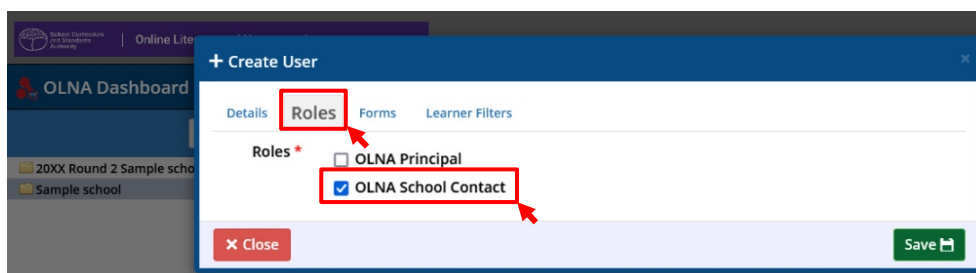 School Curriculum
and Standards
Authority
Online Lite
OLNA Dashboard
20XX Round 2 Sample scho
Sample school
+ Create User
×
Details Roles Forms Learner Filters
Roles *
OLNA Principal
OLNA School Contact
× Close
Save